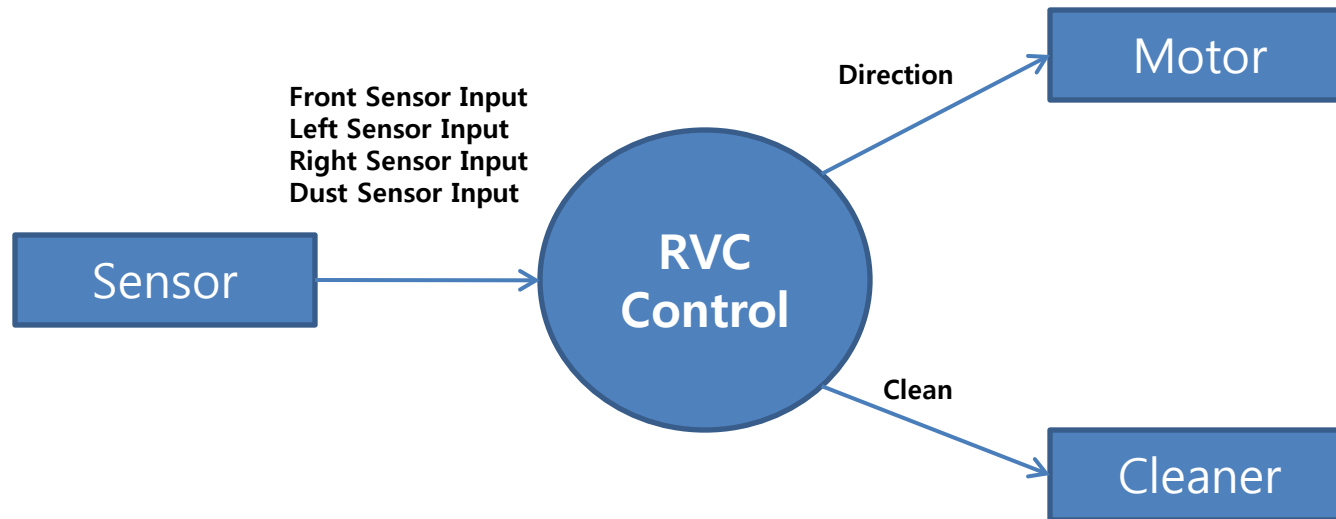 Front Sensor Input
Left Sensor Input
Right Sensor Input
Dust Sensor Input
Sensor
RVC
Control
Direction
Motor
Clean
Cleaner